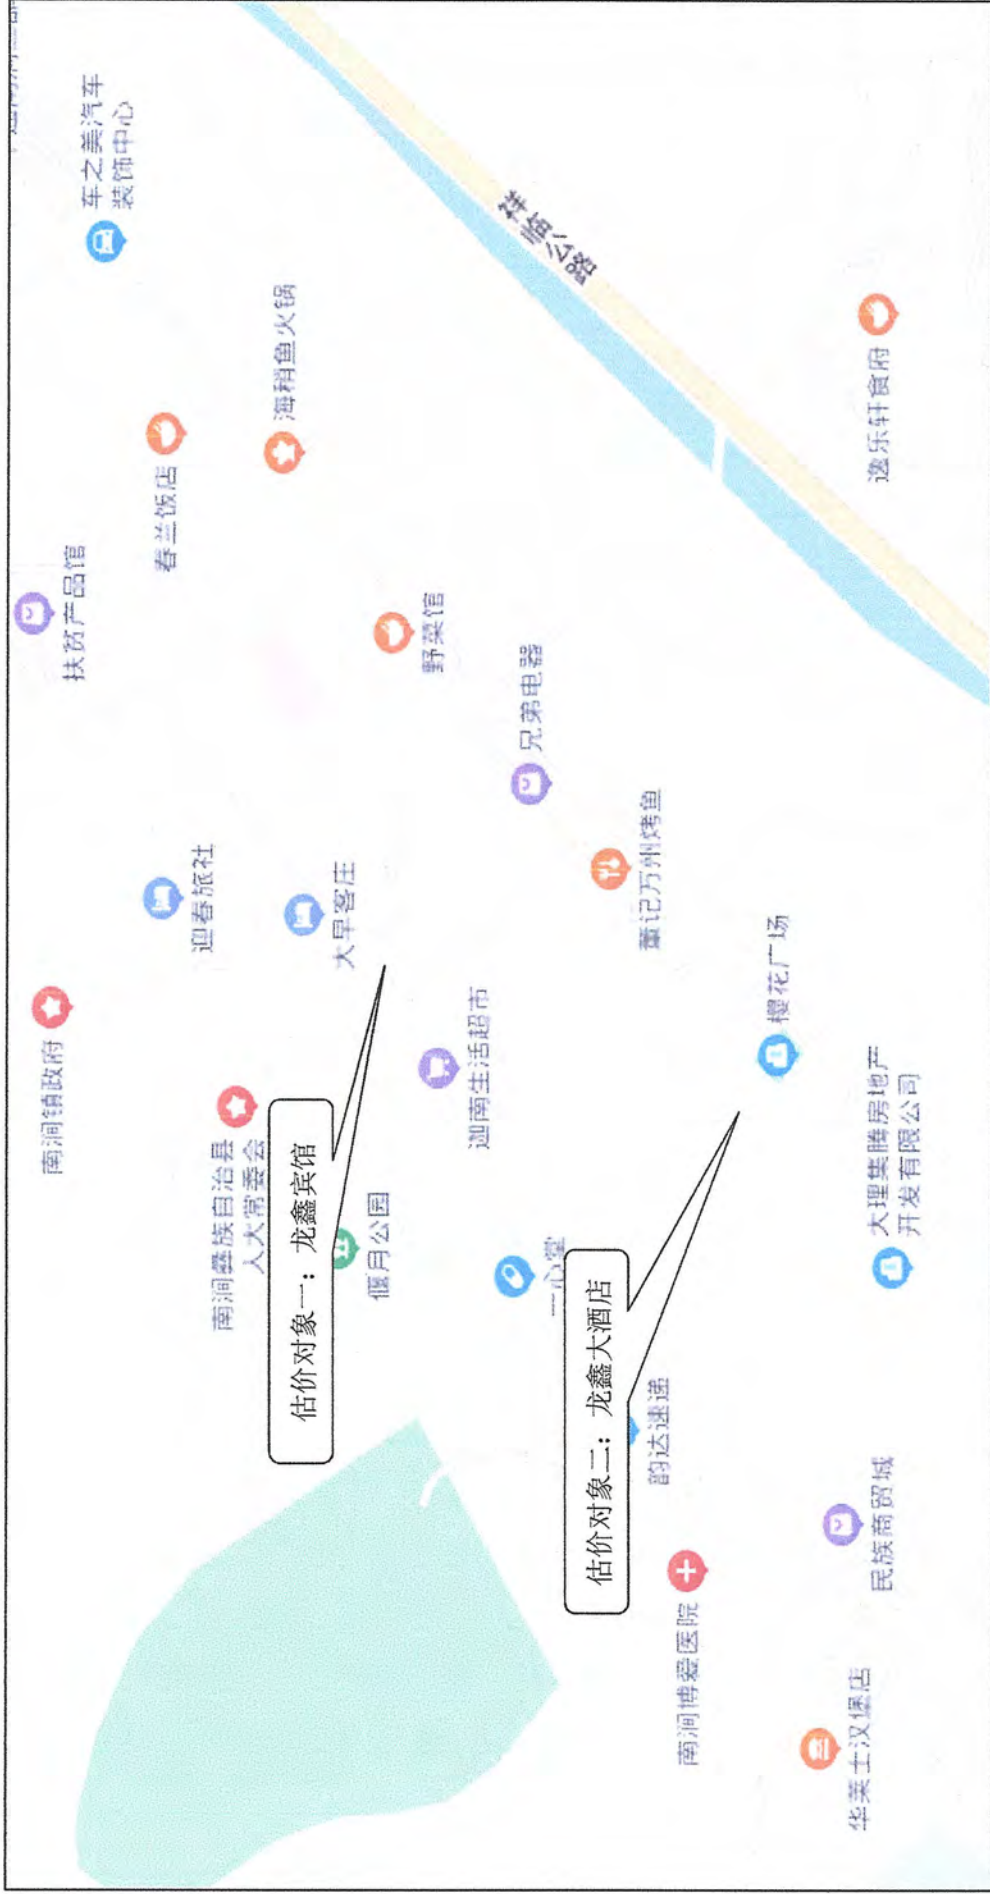 车之美汽车
装饰中心
海稍鱼火锅
春兰饭店
扶贫产品馆
野菜馆
兄弟电器
祥临公路
逸乐轩食府
迎春旅社
大早客庄
董记万州烤鱼
南涧镇政府
南涧彝族自治县
人大常委会
估价对象一：龙鑫宾馆
偃月公园
迦南生活超市
樱花广场
一心堂
估价对象二：龙鑫大酒店
大理集腾房地产
开发有限公司
韵达速递
南涧博爱医院
民族商贸城
华莱士汉堡店